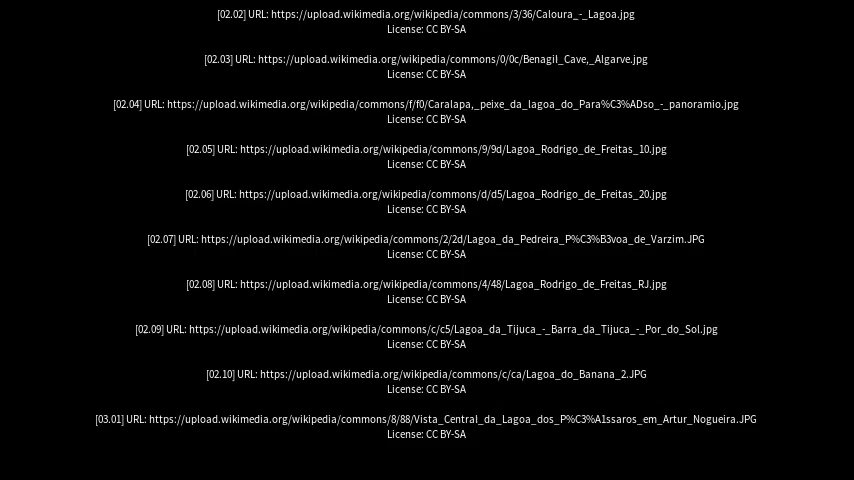 [02.02] URL: https://upload.wikimedia.org/wikipedia/commons/3/36/Caloura_-_Lagoa.jpg
License: CC BY-SA
[02.03] URL: https://upload.wikimedia.org/wikipedia/commons/0/0c/Benagil_Cave,_Algarve.jpg
License: CC BY-SA
[02.04] URL: https://upload.wikimedia.org/wikipedia/commons/f/f0/Caralapa,_peixe_da_lagoa_do_Para%C3%ADso_-_panoramio.jpg
License: CC BY-SA
[02.05] URL: https://upload.wikimedia.org/wikipedia/commons/9/9d/Lagoa_Rodrigo_de_Freitas_10.jpg
License: CC BY-SA
[02.06] URL: https://upload.wikimedia.org/wikipedia/commons/d/d5/Lagoa_Rodrigo_de_Freitas_20.jpg
License: CC BY-SA
[02.07] URL: https://upload.wikimedia.org/wikipedia/commons/2/2d/Lagoa_da_Pedreira_P%C3%B3voa_de_Varzim.JPG
License: CC BY-SA
[02.08] URL: https://upload.wikimedia.org/wikipedia/commons/4/48/Lagoa_Rodrigo_de_Freitas_RJ.jpg
License: CC BY-SA
[02.09] URL: https://upload.wikimedia.org/wikipedia/commons/c/c5/Lagoa_da_Tijuca_-_Barra_da_Tijuca_-_Por_do_Sol.jpg
License: CC BY-SA
[02.10] URL: https://upload.wikimedia.org/wikipedia/commons/c/ca/Lagoa_do_Banana_2.JPG
License: CC BY-SA
[03.01] URL: https://upload.wikimedia.org/wikipedia/commons/8/88/Vista_Central_da_Lagoa_dos_P%C3%A1ssaros_em_Artur_Nogueira.JPG
License: CC BY-SA